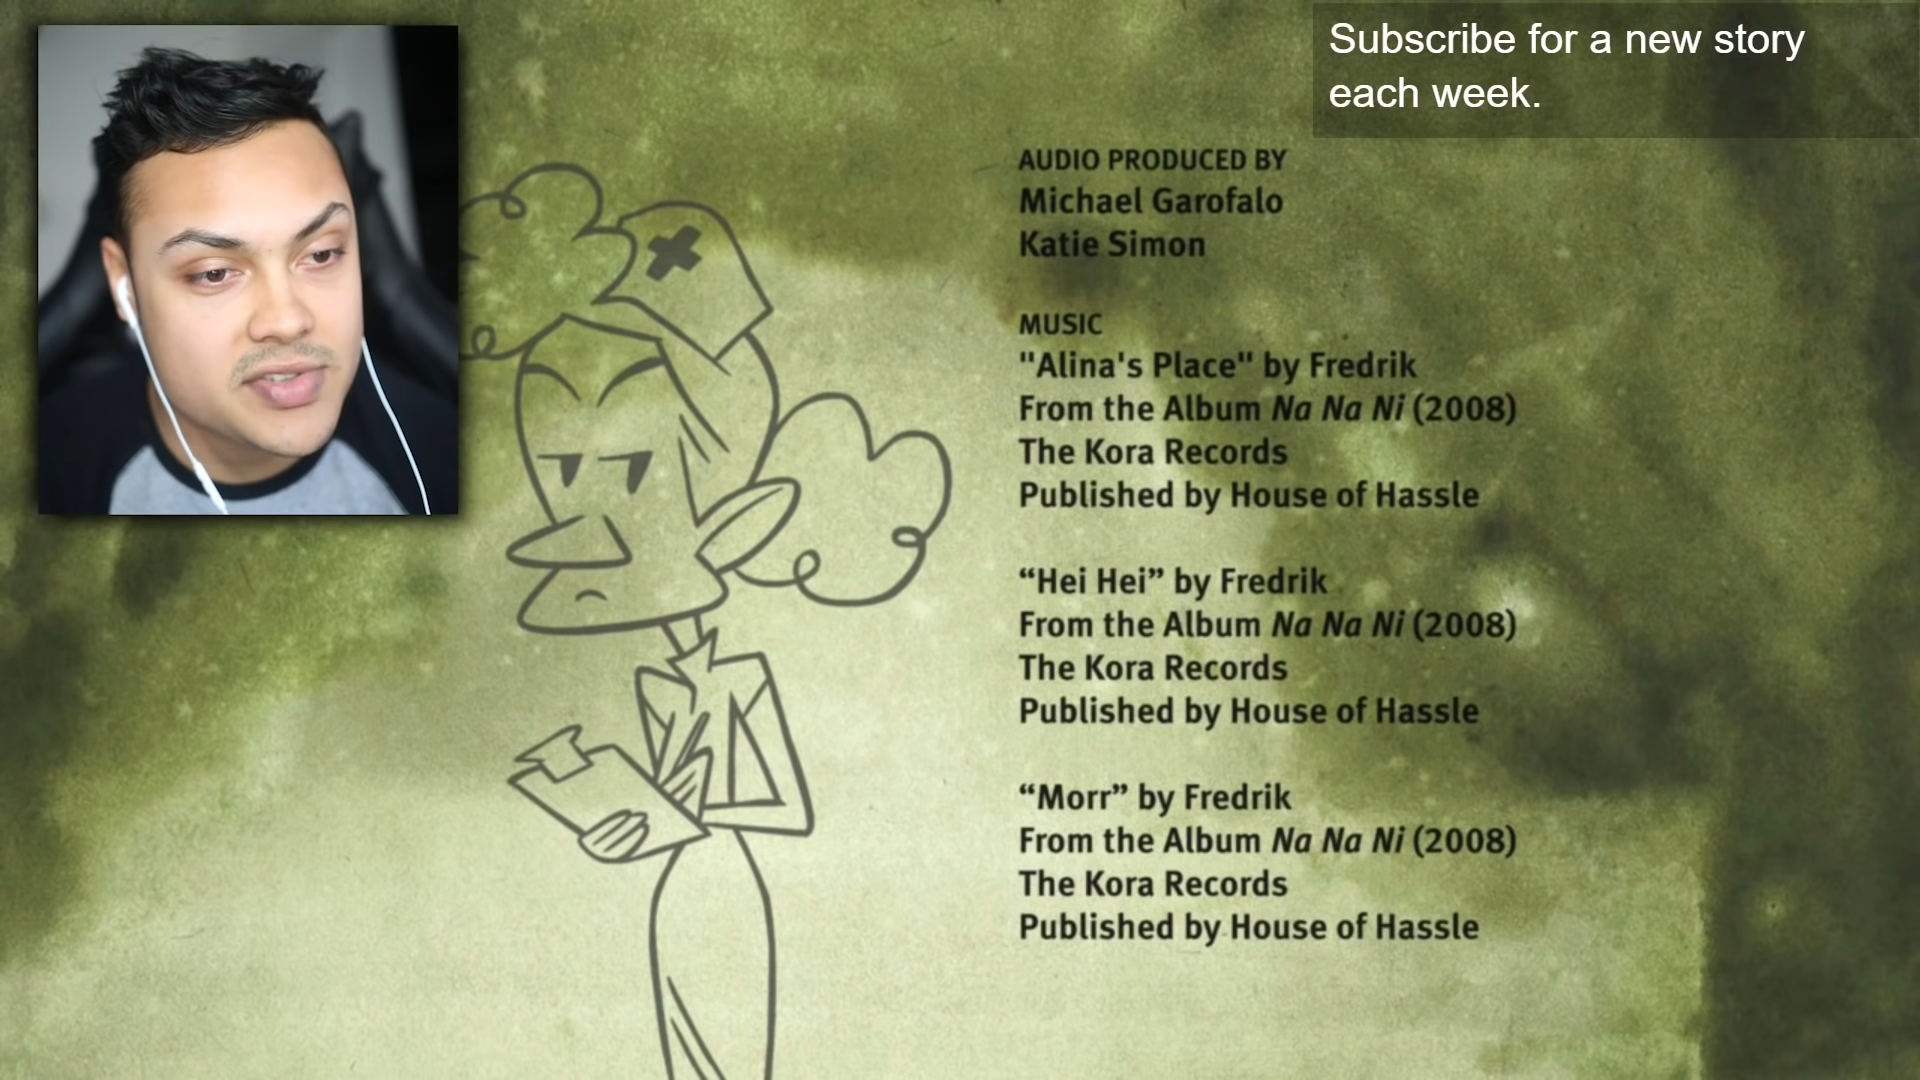 Subscribe for a new story
each week.
AUDIO PRODUCED BY
Michael Garofalo
Katie Simon
MUSIC
"Alina's Place" by Fredrik
From the Album Na Na Ni (2008)
The Kora Records
Published by House of Hassle
“Hei Hei” by Fredrik
From the Album Na Na Ni (2008)
The Kora Records
Published by House of Hassle
“Morr” by Fredrik
From the Album Na Na Ni (2008)
The Kora Records
Published by House of Hassle